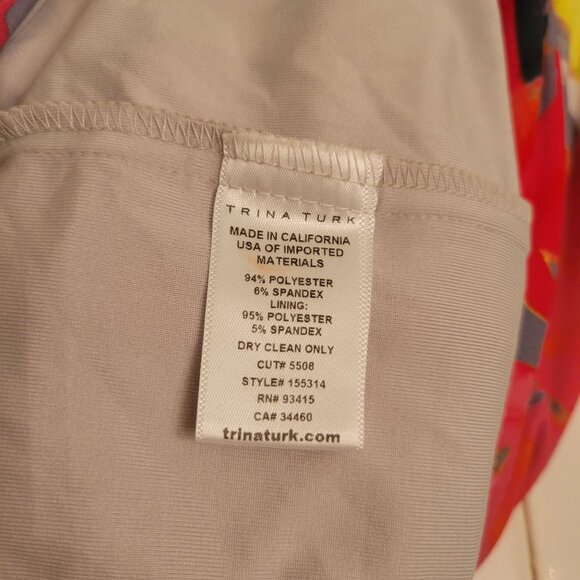 TRINA TURK
MADE IN CALIFORNIA
USA OF IMPORTED
MATERIALS
94% POLYESTER
6% SPANDEX
LINING:
95% POLYESTER
5% SPANDEX
DRY CLEAN ONLY
CUT# 5508
STYLE# 155314
RN# 93415
CA# 34460
trinaturk.com